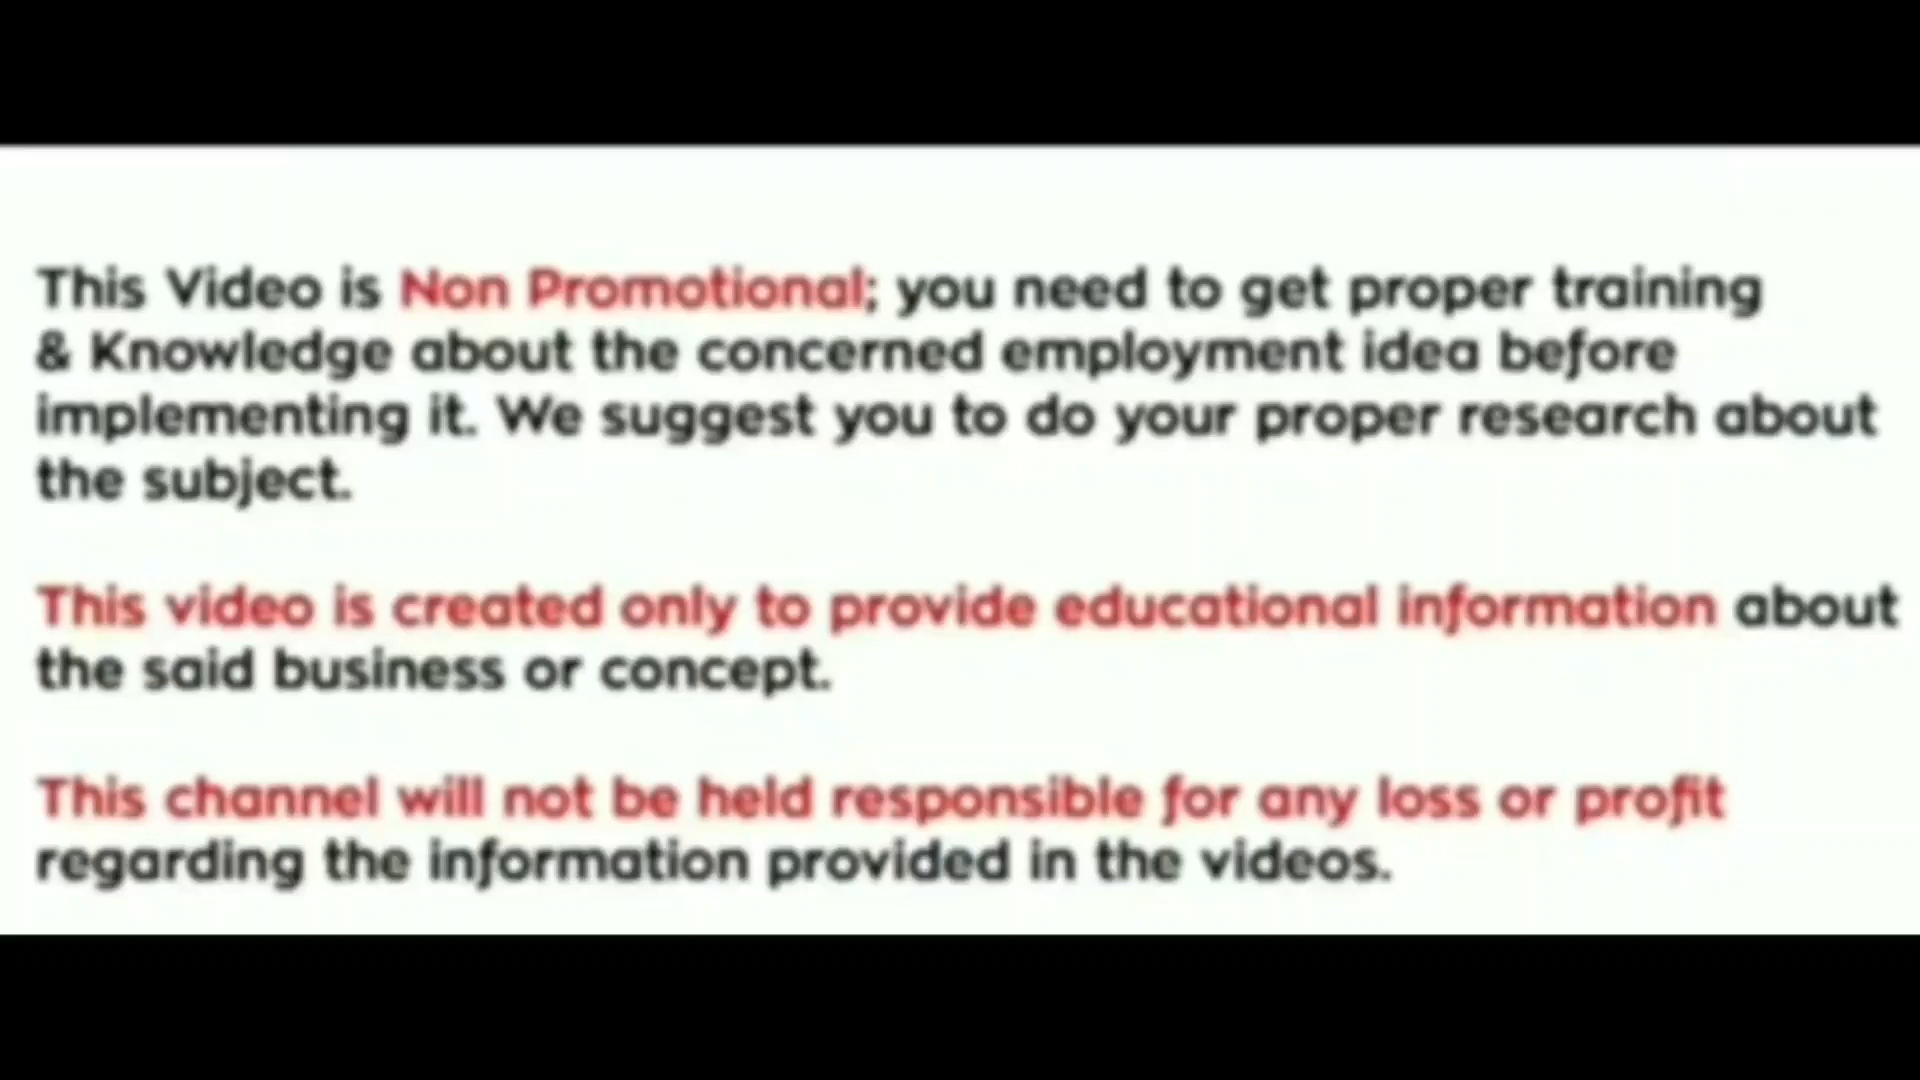 This Video is Non Promotional; you need to get proper training
& Knowledge about the concerned employment idea before
implementing it. We suggest you to do your proper research about
the subject.
This video is created only to provide educational information about
the said business or concept.
This channel will not be held responsible for any loss or profit
regarding the information provided in the videos.